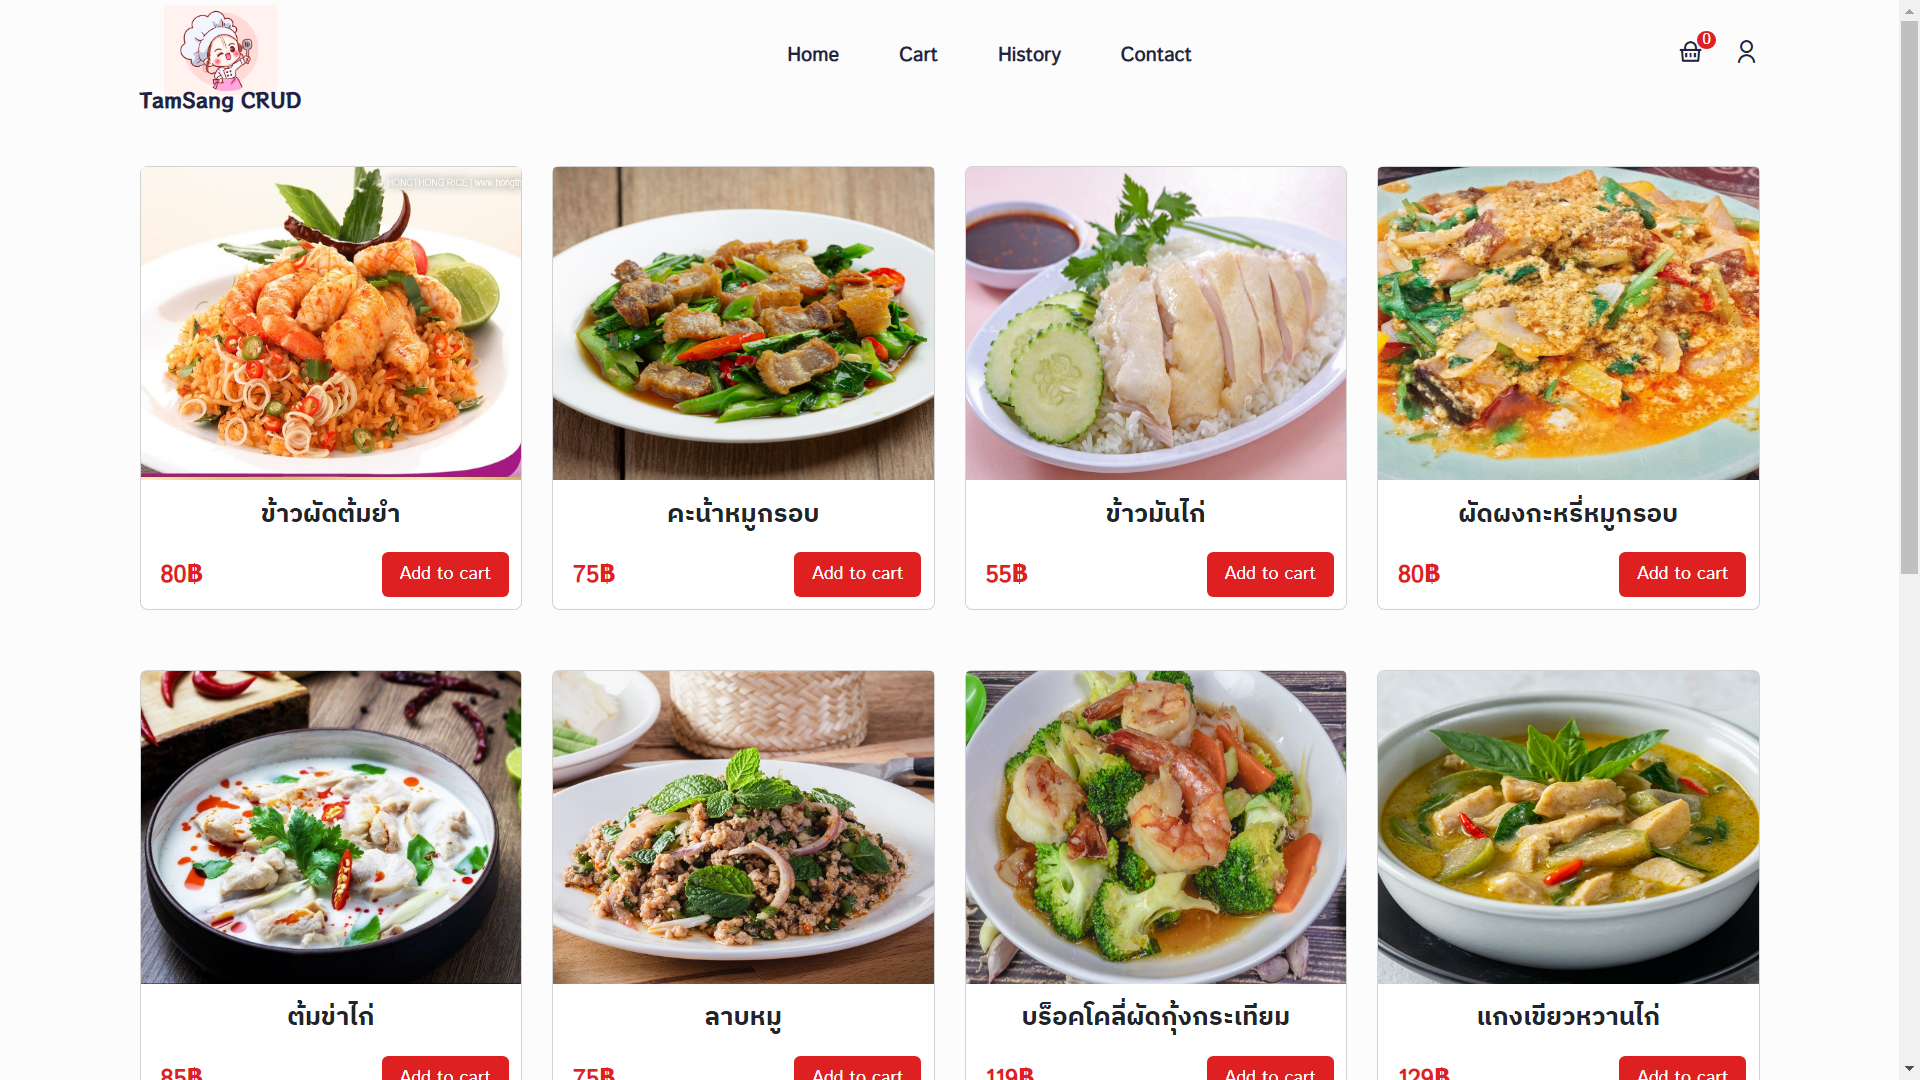 TamSang CRUD
Home
Cart
History
Contact
0
HONGTHONG RICE | www.hongth
ข้าวผัดต้มยำ
80฿
Add to cart
คะน้าหมูกรอบ
75฿
Add to cart
ข้าวมันไก่
55฿
Add to cart
ผัดผงกะหรี่หมูกรอบ
80฿
Add to cart
ต้มข่าไก่
85฿
Add to cart
ลาบหมู
75฿
Add to cart
บร็อคโคลี่ผัดกุ้งกระเทียม
119฿
Add to cart
แกงเขียวหวานไก่
129฿
Add to cart